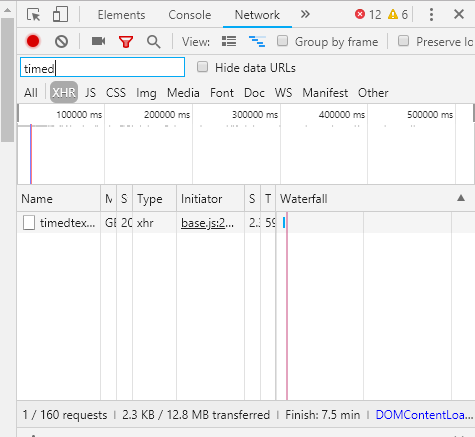 Elements Console Network » 12 6
View: Group by frame Preserve lo
timed Hide data URLs
All XHR JS CSS Img Media Font Doc WS Manifest Other
100000 ms 200000 ms 300000 ms 400000 ms 500000 ms
Name M S Type Initiator S T Waterfall
timedtex... GE 20 xhr base.js:2... 2.3 59
1 / 160 requests | 2.3 KB / 12.8 MB transferred | Finish: 7.5 min | DOMContentLoa...